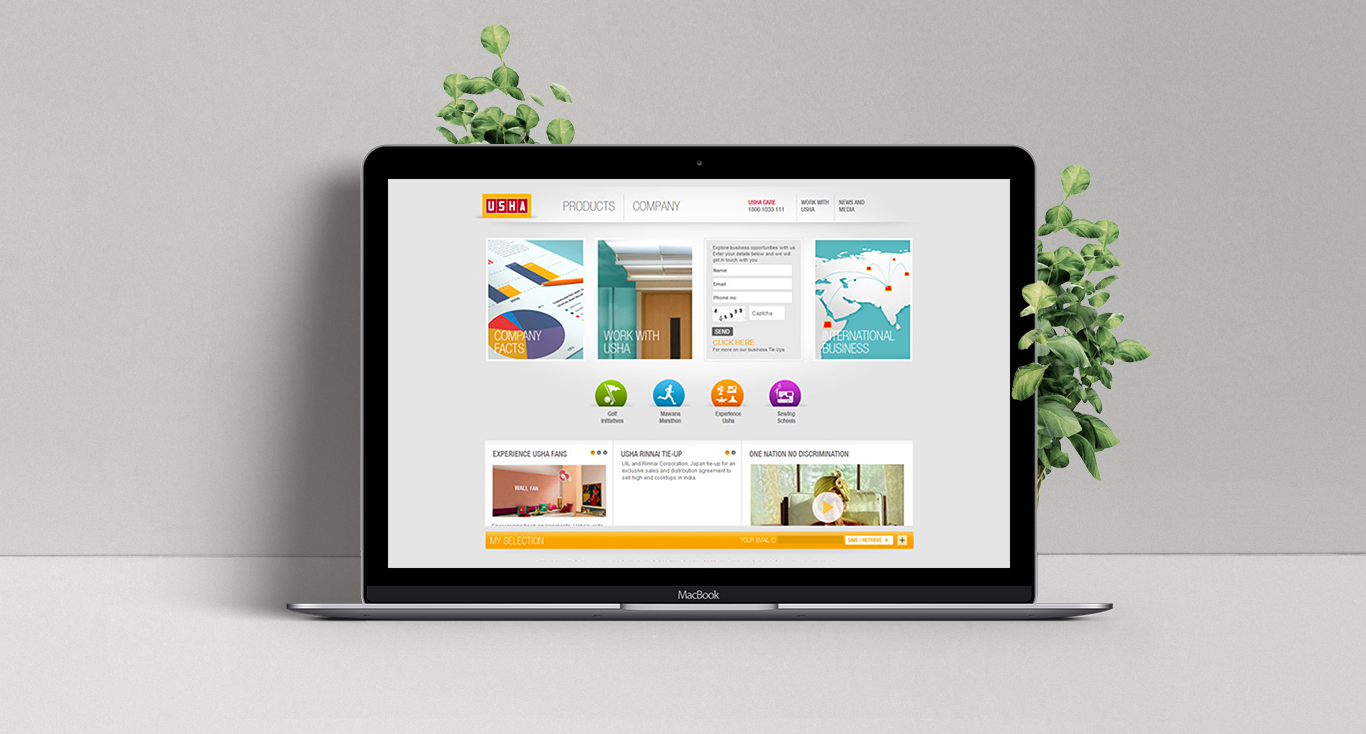 USHA
PRODUCTS
COMPANY
USHA CARE
1800 1033 111
WORK WITH
USHA
NEWS AND
MEDIA
COMPANY
FACTS
WORK WITH
USHA
Explore business opportunities with us.
Enter your details below and we will
get in touch with you.
Name
Email
Phone no
Captcha
SEND
CLICK HERE
For more on our business Tie Ups
INTERNATIONAL
BUSINESS
Golf
Initiatives
Mawana
Marathon
Experience
Usha
Sewing
Schools
EXPERIENCE USHA FANS
WALL FAN
USHA RINNAI TIE-UP
UIL and Rinnai Corporation, Japan tie-up for an
exclusive sales and distribution agreement to
sell high end cooktops in India
ONE NATION NO DISCRIMINATION
MY SELECTION
YOUR EMAIL ID
SAVE / RETRIEVE
MacBook